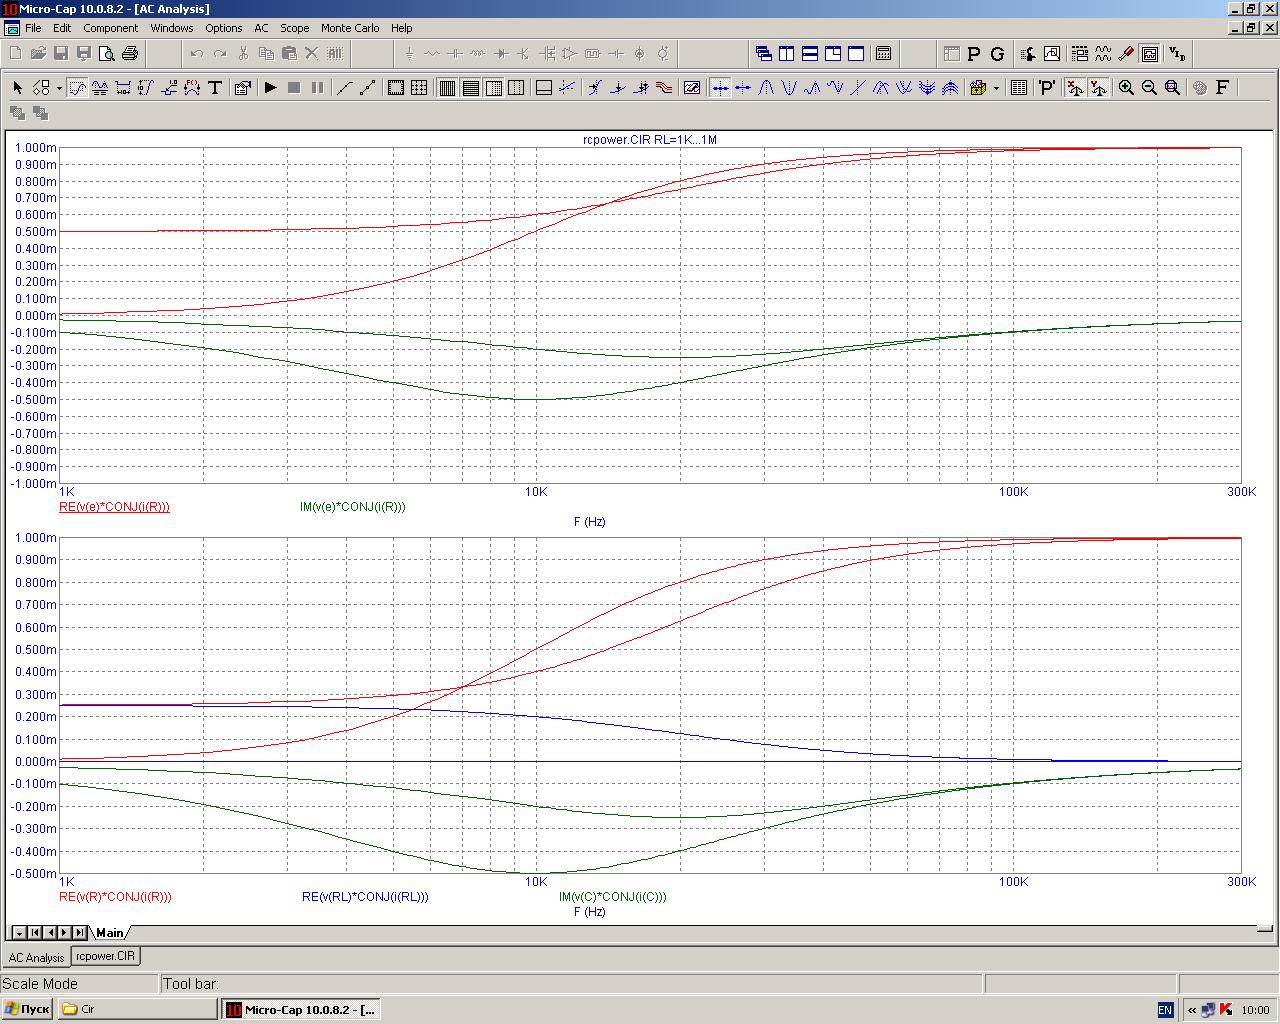 10 Micro-Cap 10.0.8.2 - [AC Analysis]
File Edit Component Windows Options AC Scope Monte Carlo Help
P G
T F 'P'
rcpower.CIR RL=1K...1M
1.000m
0.900m
0.800m
0.700m
0.600m
0.500m
0.400m
0.300m
0.200m
0.100m
0.000m
-0.100m
-0.200m
-0.300m
-0.400m
-0.500m
-0.600m
-0.700m
-0.800m
-0.900m
-1.000m
1K 10K 100K 300K
RE(v(e)*CONJ(i(R))) IM(v(e)*CONJ(i(R)))
F (Hz)
1.000m
0.900m
0.800m
0.700m
0.600m
0.500m
0.400m
0.300m
0.200m
0.100m
0.000m
-0.100m
-0.200m
-0.300m
-0.400m
-0.500m
1K 10K 100K 300K
RE(v(R)*CONJ(i(R))) RE(v(RL)*CONJ(i(RL))) IM(v(C)*CONJ(i(C)))
F (Hz)
Main
AC Analysis rcpower.CIR
Scale Mode Tool bar:
Пуск Cir 10 Micro-Cap 10.0.8.2 - [... EN « 10:00